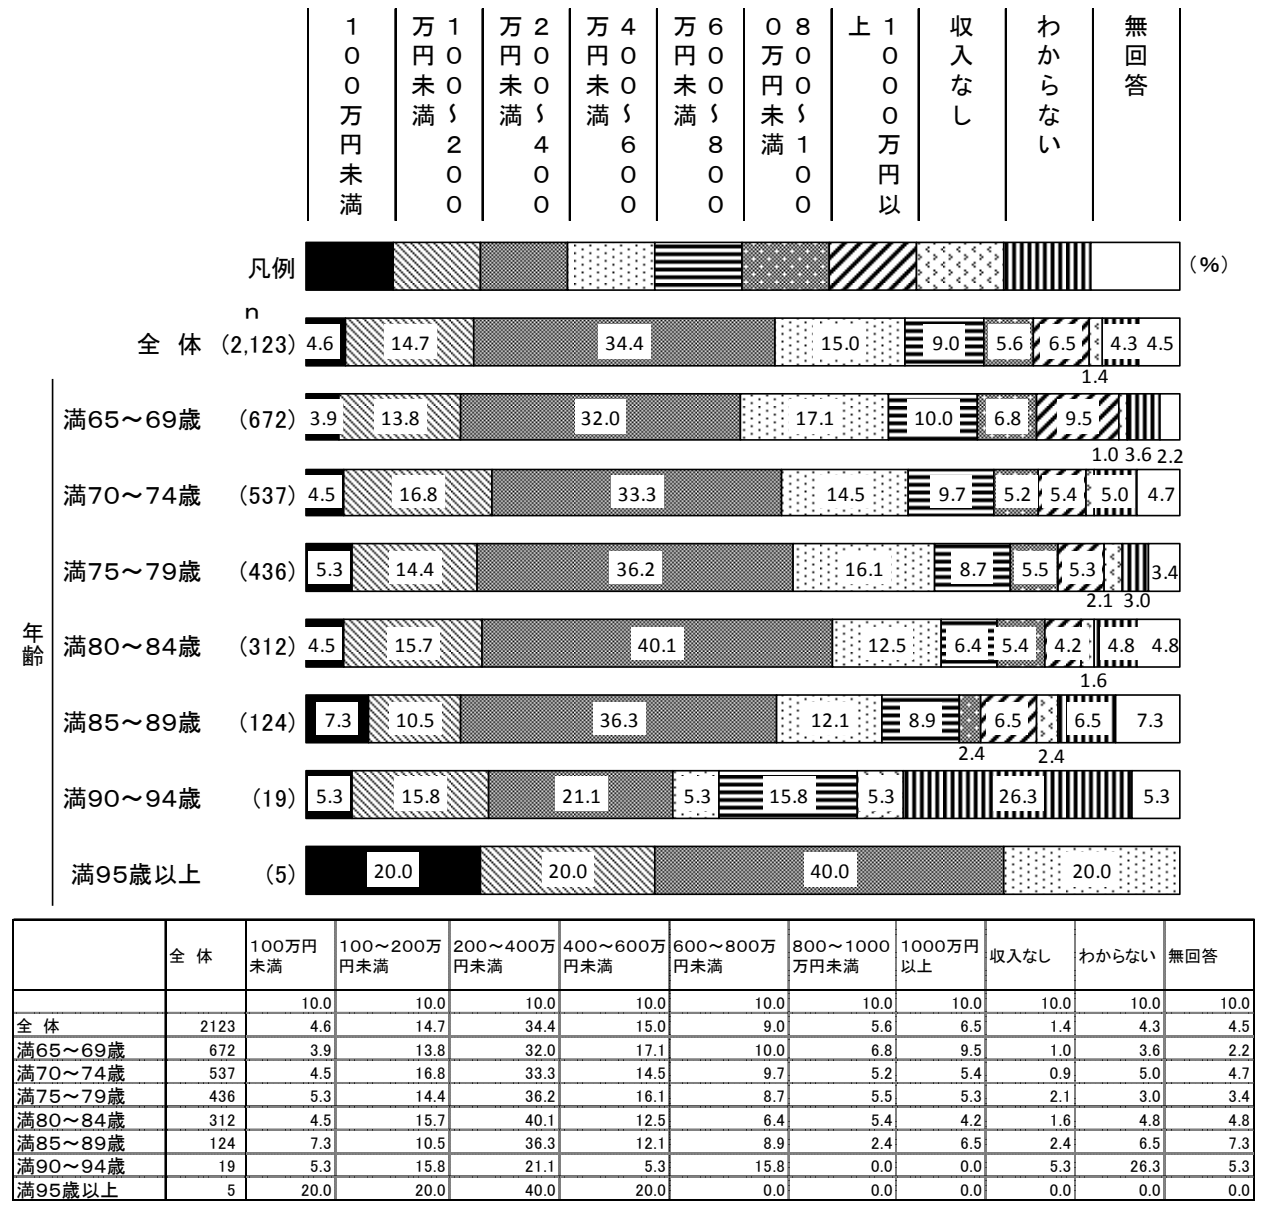 100万円未満
100～200万円未満
200～400万円未満
400～600万円未満
600～800万円未満
800～1000万円未満
1000万円以上
収入なし
わからない
無回答
凡例 (%)
n
全 体 (2,123) 4.6 14.7 34.4 15.0 9.0 5.6 6.5 4.3 4.5
1.4
満65～69歳 (672) 3.9 13.8 32.0 17.1 10.0 6.8 9.5
1.0 3.6 2.2
満70～74歳 (537) 4.5 16.8 33.3 14.5 9.7 5.2 5.4 5.0 4.7
満75～79歳 (436) 5.3 14.4 36.2 16.1 8.7 5.5 5.3 3.4
2.1 3.0
年齢
満80～84歳 (312) 4.5 15.7 40.1 12.5 6.4 5.4 4.2 4.8 4.8
1.6
満85～89歳 (124) 7.3 10.5 36.3 12.1 8.9 6.5 6.5 7.3
2.4 2.4
満90～94歳 (19) 5.3 15.8 21.1 5.3 15.8 5.3 26.3 5.3
満95歳以上 (5) 20.0 20.0 40.0 20.0
全 体 100万円未満 100～200万円未満 200～400万円未満 400～600万円未満 600～800万円未満 800～1000万円未満 1000万円以上 収入なし わからない 無回答
10.0 10.0 10.0 10.0 10.0 10.0 10.0 10.0 10.0 10.0
全 体 2123 4.6 14.7 34.4 15.0 9.0 5.6 6.5 1.4 4.3 4.5
満65～69歳 672 3.9 13.8 32.0 17.1 10.0 6.8 9.5 1.0 3.6 2.2
満70～74歳 537 4.5 16.8 33.3 14.5 9.7 5.2 5.4 0.9 5.0 4.7
満75～79歳 436 5.3 14.4 36.2 16.1 8.7 5.5 5.3 2.1 3.0 3.4
満80～84歳 312 4.5 15.7 40.1 12.5 6.4 5.4 4.2 1.6 4.8 4.8
満85～89歳 124 7.3 10.5 36.3 12.1 8.9 2.4 6.5 2.4 6.5 7.3
満90～94歳 19 5.3 15.8 21.1 5.3 15.8 0.0 0.0 5.3 26.3 5.3
満95歳以上 5 20.0 20.0 40.0 20.0 0.0 0.0 0.0 0.0 0.0 0.0